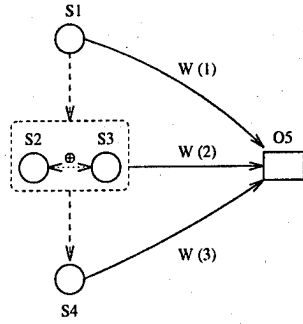 S1
W (1)
S2
S3
⊕
O5
W (2)
W (3)
S4